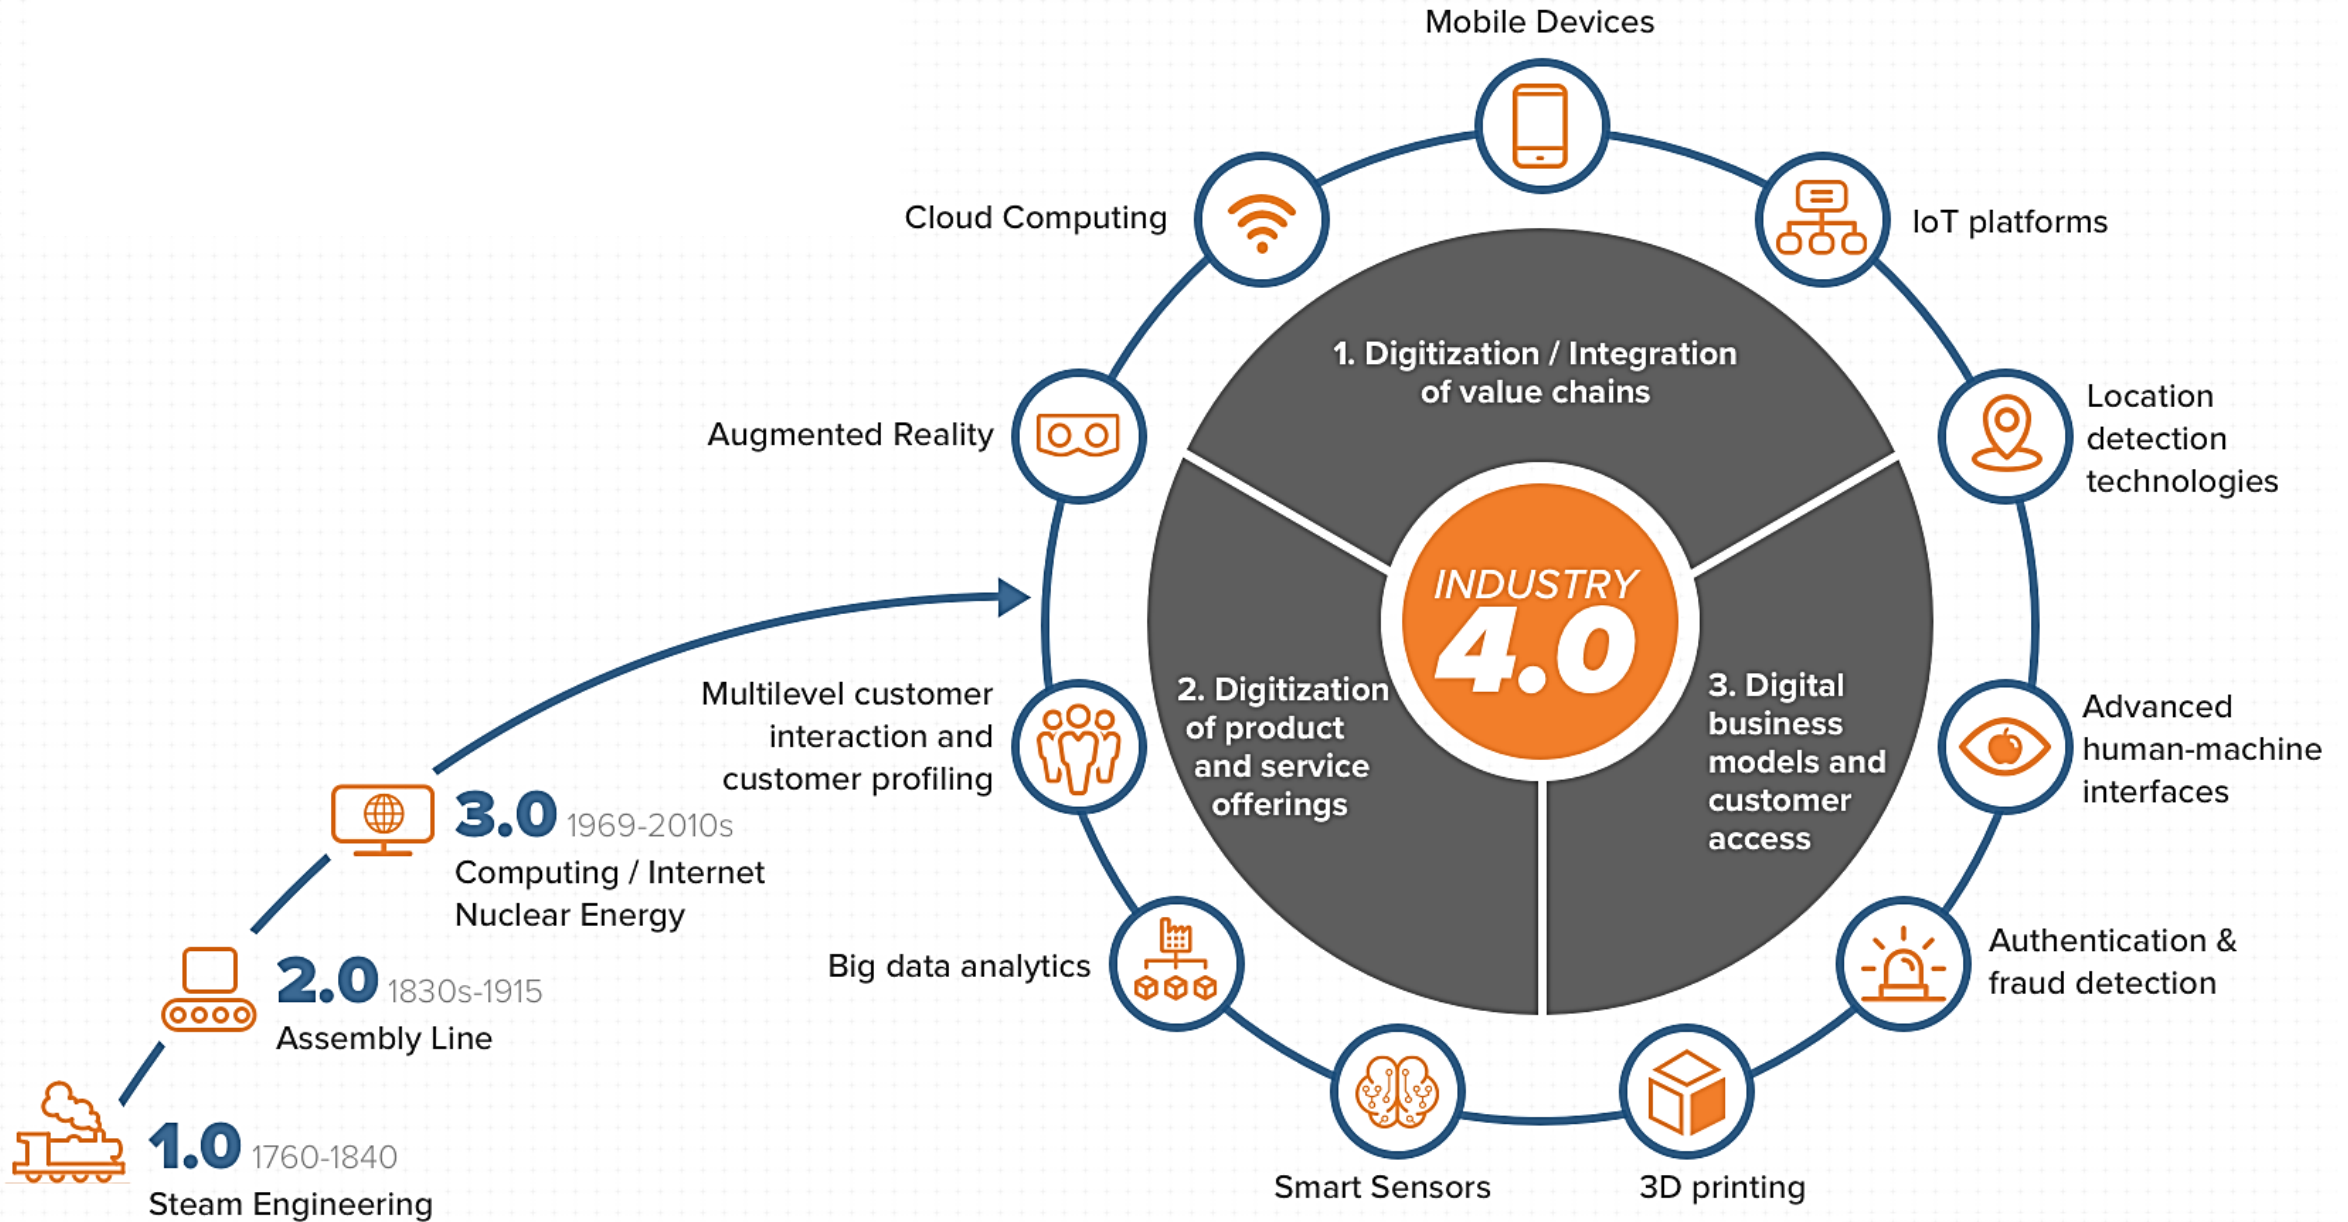 Mobile Devices
Cloud Computing
IoT platforms
Augmented Reality
Location
detection
technologies
1. Digitization / Integration
of value chains
INDUSTRY
4.0
2. Digitization
of product
and service
offerings
3. Digital
business
models and
customer
access
Multilevel customer
interaction and
customer profiling
Advanced
human-machine
interfaces
Big data analytics
Authentication &
fraud detection
Smart Sensors
3D printing
3.0 1969-2010s
Computing / Internet
Nuclear Energy
2.0 1830s-1915
Assembly Line
1.0 1760-1840
Steam Engineering